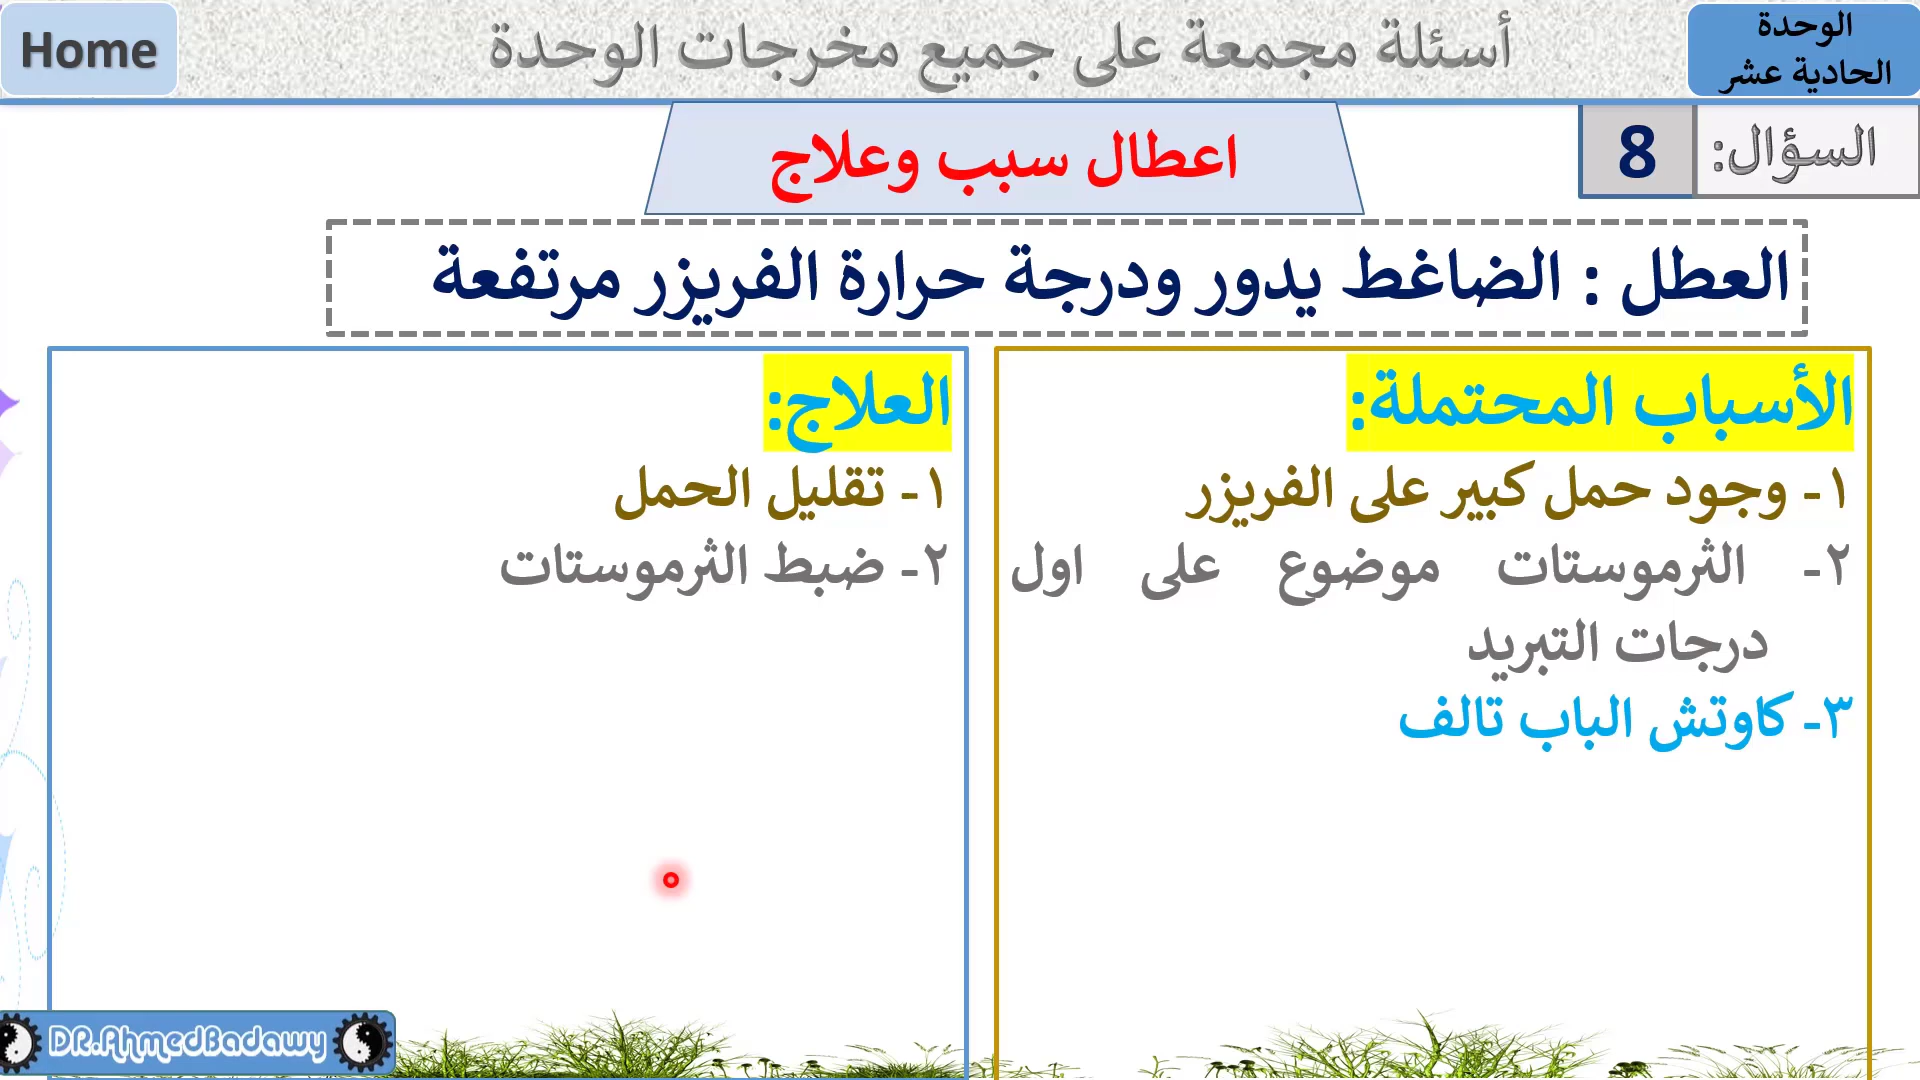 Home
أسئلة مجمعة على جميع مخرجات الوحدة
الوحدة
الحادية عشر
السؤال:
8
اعطال سبب وعلاج
العطل : الضاغط يدور ودرجة حرارة الفريزر مرتفعة
الأسباب المحتملة:
١- وجود حمل كبير على الفريزر
٢- الثرموستات موضوع على اول
درجات التبريد
٣- كاوتش الباب تالف
العلاج:
١- تقليل الحمل
٢- ضبط الثرموستات
DR.AhmedBadawy